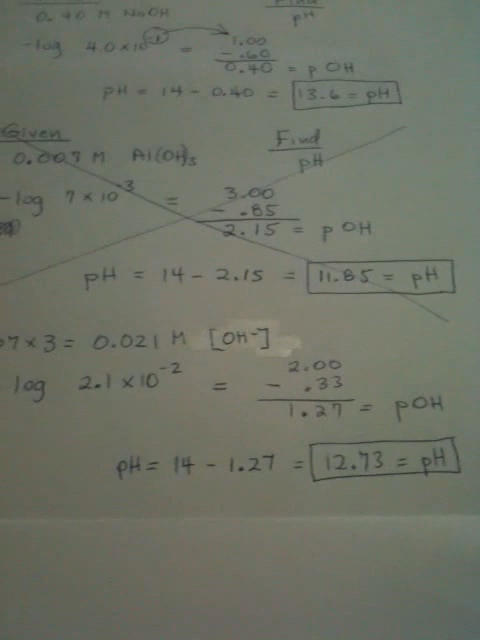 0.40 M NaOH Find
pH
-log 4.0 x 10⁻¹ = 1.00
- .60
0.40 = pOH
pH = 14 - 0.40 = 13.6 = pH
Given Find
0.007 M Al(OH)₃ pH
-log 7 x 10⁻³ = 3.00
- .85
2.15 = pOH
pH = 14 - 2.15 = 11.85 = pH
07 x 3 = 0.021 M [OH⁻]
log 2.1 x 10⁻² = 2.00
- .33
1.27 = pOH
pH = 14 - 1.27 = 12.73 = pH